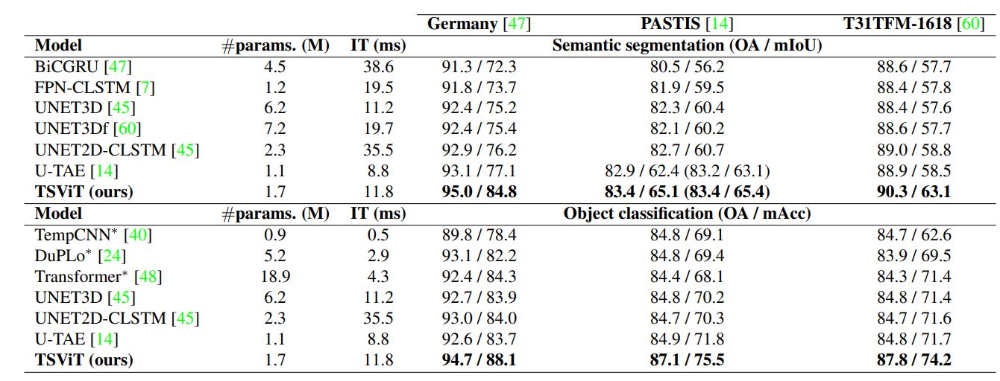 Germany [47] PASTIS [14] T31TFM-1618 [60]
Model #params. (M) IT (ms) Semantic segmentation (OA / mIoU)
BiCGRU [47] 4.5 38.6 91.3 / 72.3 80.5 / 56.2 88.6 / 57.7
FPN-CLSTM [7] 1.2 19.5 91.8 / 73.7 81.9 / 59.5 88.4 / 57.8
UNET3D [45] 6.2 11.2 92.4 / 75.2 82.3 / 60.4 88.4 / 57.6
UNET3Df [60] 7.2 19.7 92.4 / 75.4 82.1 / 60.2 88.6 / 57.7
UNET2D-CLSTM [45] 2.3 35.5 92.9 / 76.2 82.7 / 60.7 89.0 / 58.8
U-TAE [14] 1.1 8.8 93.1 / 77.1 82.9 / 62.4 (83.2 / 63.1) 88.9 / 58.5
TSViT (ours) 1.7 11.8 95.0 / 84.8 83.4 / 65.1 (83.4 / 65.4) 90.3 / 63.1
Model #params. (M) IT (ms) Object classification (OA / mAcc)
TempCNN* [40] 0.9 0.5 89.8 / 78.4 84.8 / 69.1 84.7 / 62.6
DuPLo* [24] 5.2 2.9 93.1 / 82.2 84.8 / 69.4 83.9 / 69.5
Transformer* [48] 18.9 4.3 92.4 / 84.3 84.4 / 68.1 84.3 / 71.4
UNET3D [45] 6.2 11.2 92.7 / 83.9 84.8 / 70.2 84.8 / 71.4
UNET2D-CLSTM [45] 2.3 35.5 93.0 / 84.0 84.7 / 70.3 84.7 / 71.6
U-TAE [14] 1.1 8.8 92.6 / 83.7 84.9 / 71.8 84.8 / 71.7
TSViT (ours) 1.7 11.8 94.7 / 88.1 87.1 / 75.5 87.8 / 74.2